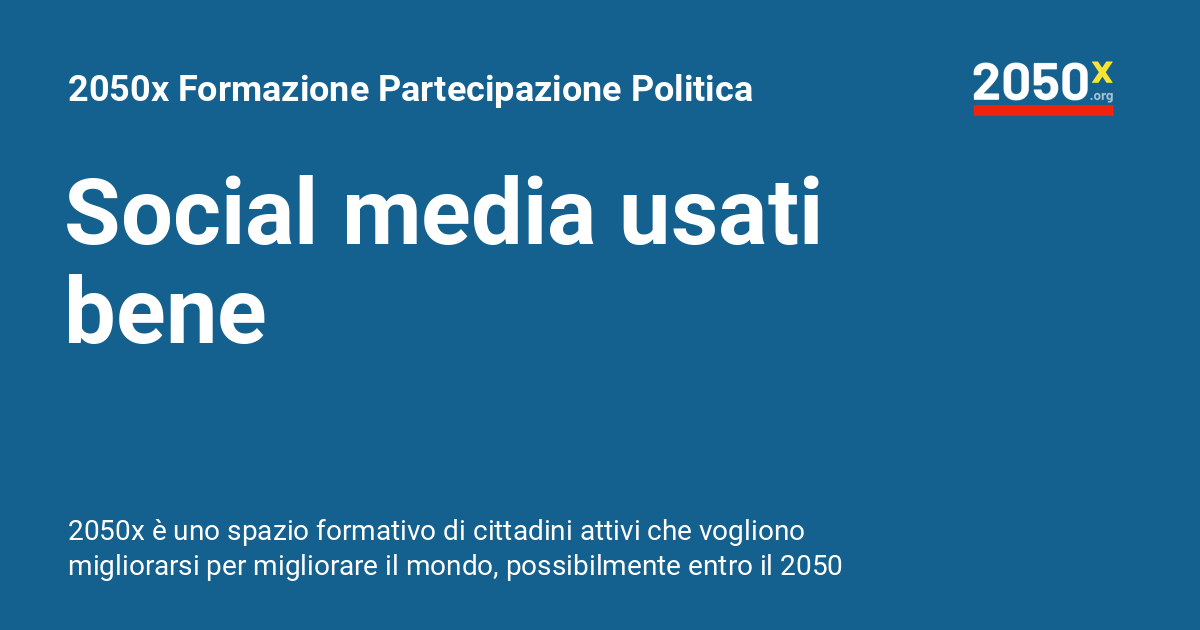 2050x Formazione Partecipazione Politica
2050x
.org
Social media usati
bene
2050x è uno spazio formativo di cittadini attivi che vogliono
migliorarsi per migliorare il mondo, possibilmente entro il 2050